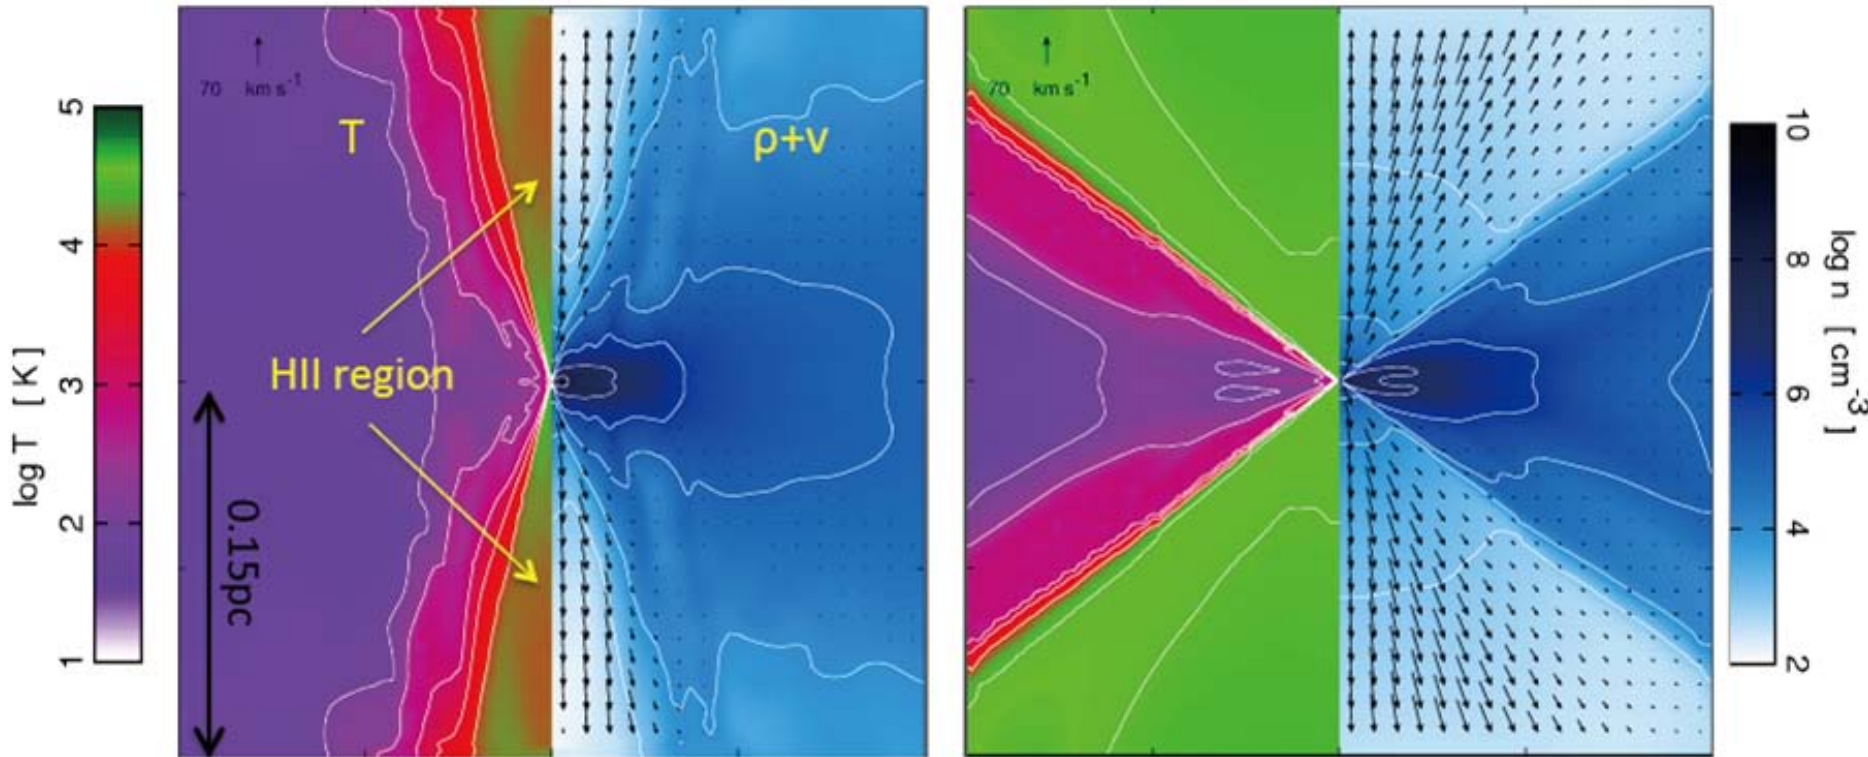 70 km s-1
T
ρ+v
HII region
0.15pc
log T [K]
5
4
3
2
1
70 km s-1
10
8
6
4
2
log n [cm-3]